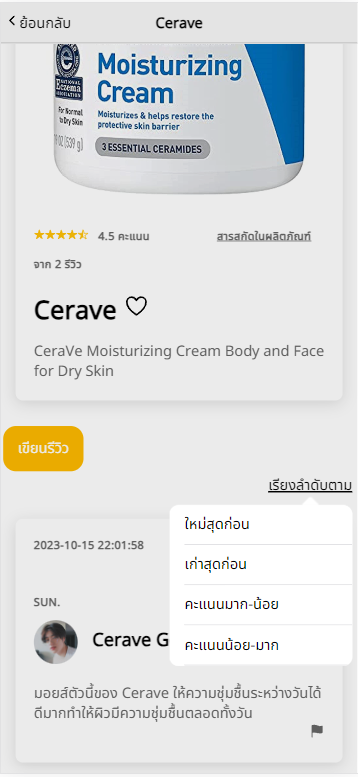 ย้อนกลับ
Cerave
NATIONAL
Eczema
ASSOCIATION
Moisturizing
Cream
For Normal
to Dry Skin
Moisturizes & helps restore the
protective skin barrier
3 ESSENTIAL CERAMIDES
OZ (539 g)
4.5 คะแนน
สารสกัดในผลิตภัณฑ์
จาก 2 รีวิว
Cerave
CeraVe Moisturizing Cream Body and Face
for Dry Skin
เขียนรีวิว
เรียงลำดับตาม
ใหม่สุดก่อน
เก่าสุดก่อน
คะแนนมาก-น้อย
คะแนนน้อย-มาก
2023-10-15 22:01:58
SUN.
Cerave G
มอยส์ตัวนี้ของ Cerave ให้ความชุ่มชื้นระหว่างวันได้
ดีมากทำให้ผิวมีความชุ่มชื้นตลอดทั้งวัน